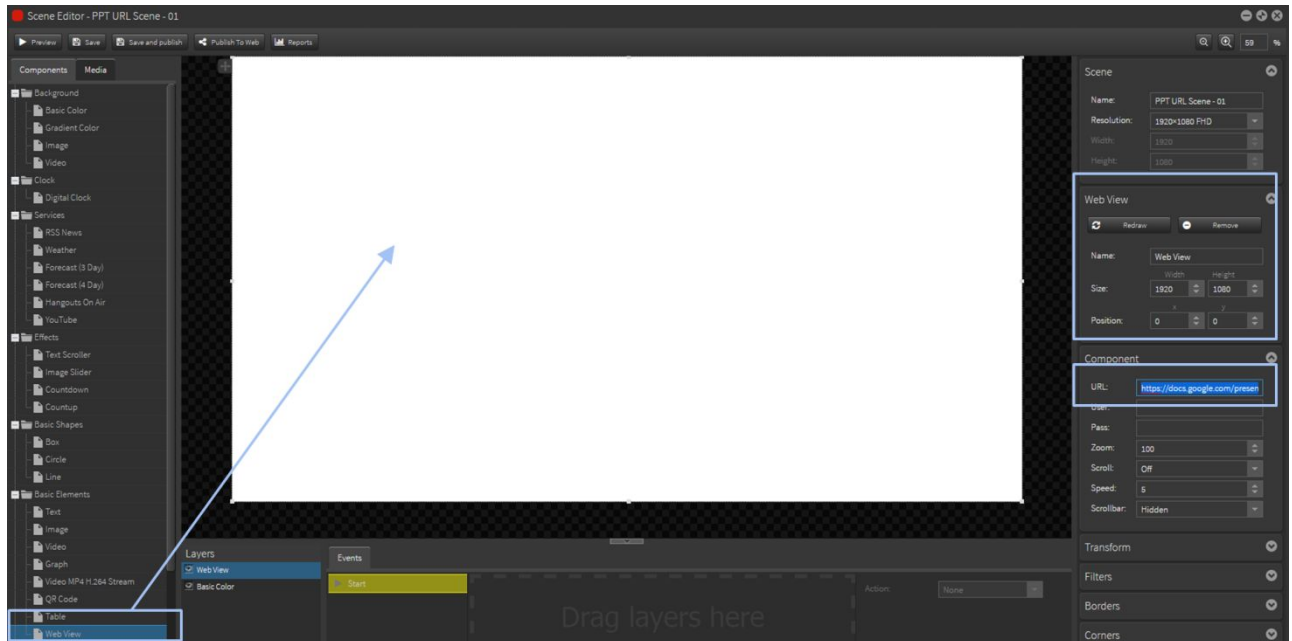 Scene Editor - PPT URL Scene - 01
Preview Save Save and publish Publish To Web Reports 59 %
Components Media
Background
Basic Color
Gradient Color
Image
Video
Clock
Digital Clock
Services
RSS News
Weather
Forecast (3 Day)
Forecast (4 Day)
Hangouts On Air
YouTube
Effects
Text Scroller
Image Slider
Countdown
Countup
Basic Shapes
Box
Circle
Line
Basic Elements
Text
Image
Video
Graph
Video MP4 H.264 Stream
QR Code
Table
Web View
Layers
Web View
Basic Color
Events
Start
Drag layers here
Action: None
Scene
Name: PPT URL Scene - 01
Resolution: 1920×1080 FHD
Width: 1920
Height: 1080
Web View
Redraw Remove
Name: Web View
Width Height
Size: 1920 1080
x y
Position: 0 0
Component
URL: https://docs.google.com/presen
User:
Pass:
Zoom: 100
Scroll: Off
Speed: 5
Scrollbar: Hidden
Transform
Filters
Borders
Corners